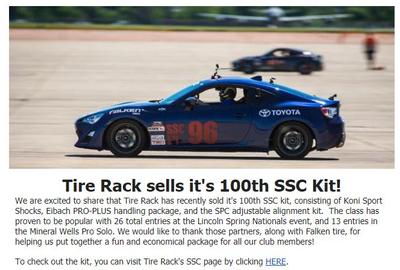 FALKEN
SSC 96
TOYOTA
Tire Rack sells it's 100th SSC Kit!
We are excited to share that Tire Rack has recently sold it's 100th SSC kit, consisting of Koni Sport
Shocks, Eibach PRO-PLUS handling package, and the SPC adjustable alignment kit.  The class has
proven to be popular with 26 total entries at the Lincoln Spring Nationals event, and 13 entries in
the Mineral Wells Pro Solo. We would like to thank those partners, along with Falken tire, for
helping us put together a fun and economical package for all our club members!
To check out the kit, you can visit Tire Rack's SSC page by clicking HERE.